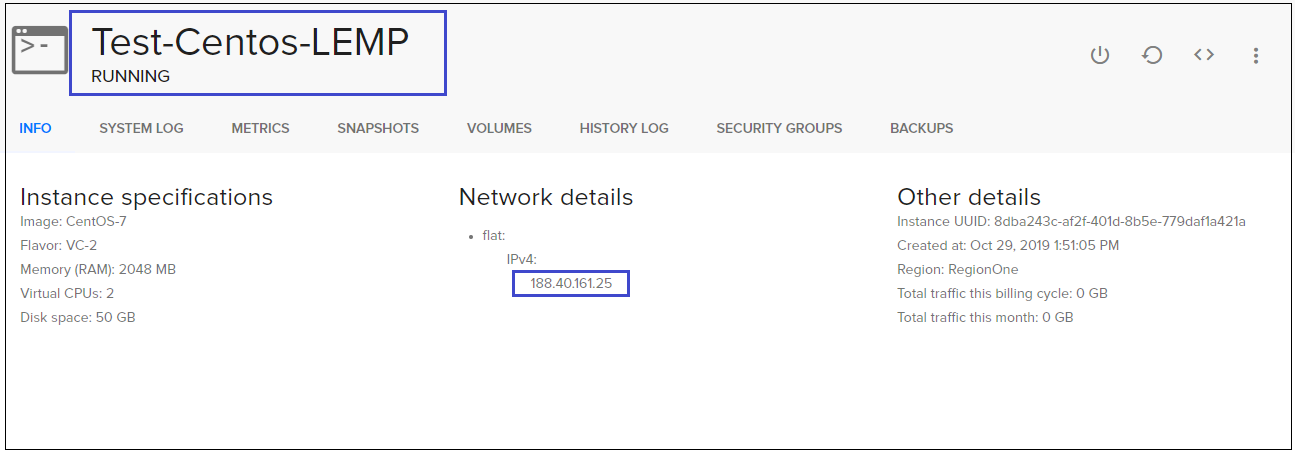 Test-Centos-LEMP
RUNNING
INFO SYSTEM LOG METRICS SNAPSHOTS VOLUMES HISTORY LOG SECURITY GROUPS BACKUPS
Instance specifications
Image: CentOS-7
Flavor: VC-2
Memory (RAM): 2048 MB
Virtual CPUs: 2
Disk space: 50 GB
Network details
flat:
IPv4:
188.40.161.25
Other details
Instance UUID: 8dba243c-af2f-401d-8b5e-779daf1a421a
Created at: Oct 29, 2019 1:51:05 PM
Region: RegionOne
Total traffic this billing cycle: 0 GB
Total traffic this month: 0 GB